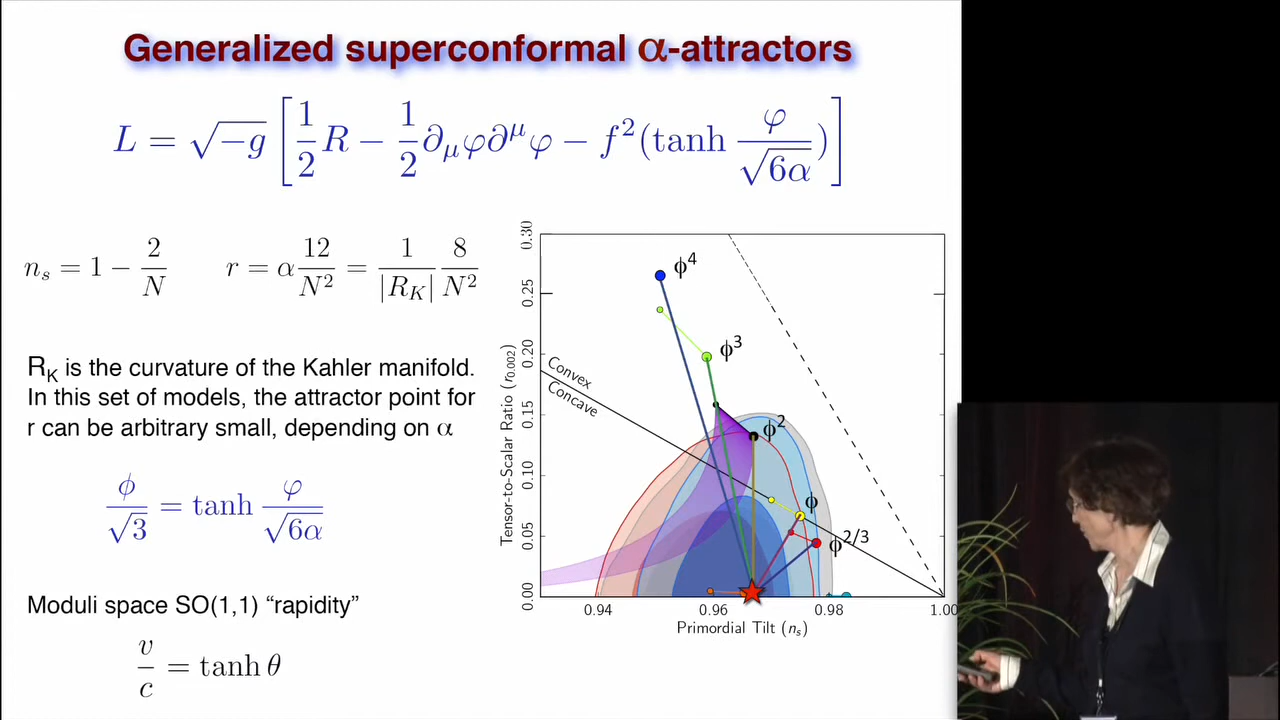 Generalized superconformal α-attractors
L = √−g [ 1/2 R − 1/2 ∂_μφ∂^μφ − f²(tanh φ/√6α) ]
n_s = 1 − 2/N    r = α 12/N² = 1/|R_K| 8/N²
R_K is the curvature of the Kahler manifold.
In this set of models, the attractor point for
r can be arbitrary small, depending on α
ϕ/√3 = tanh φ/√6α
Moduli space SO(1,1) “rapidity”
v/c = tanh θ
Tensor-to-Scalar Ratio (r_0.002)
0.30
0.25
0.20
0.15
0.10
0.05
0.00
ϕ⁴
ϕ³
Convex
Concave
ϕ²
ϕ
ϕ^2/3
0.94 0.96 0.98 1.00
Primordial Tilt (n_s)